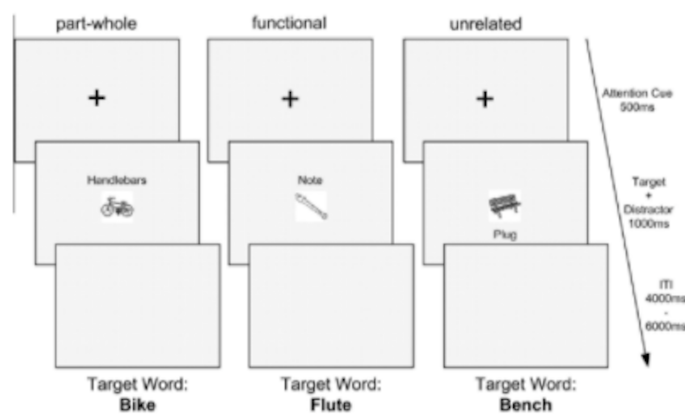 part-whole
functional
unrelated
+
+
+
Attention Cue
500ms
Handlebars
Note
Plug
Target
+
Distractor
1000ms
ITI
4000ms
-
6000ms
Target Word:
Bike
Target Word:
Flute
Target Word:
Bench